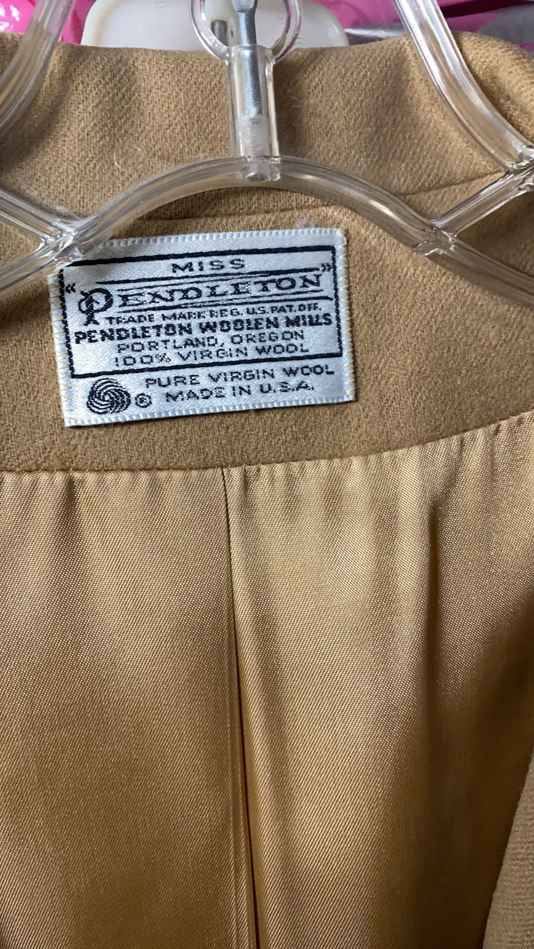 MISS
"PENDLETON"
TRADE MARK REG. U.S. PAT. OFF.
PENDLETON WOOLEN MILLS
PORTLAND, OREGON
100% VIRGIN WOOL
PURE VIRGIN WOOL
® MADE IN U.S.A.